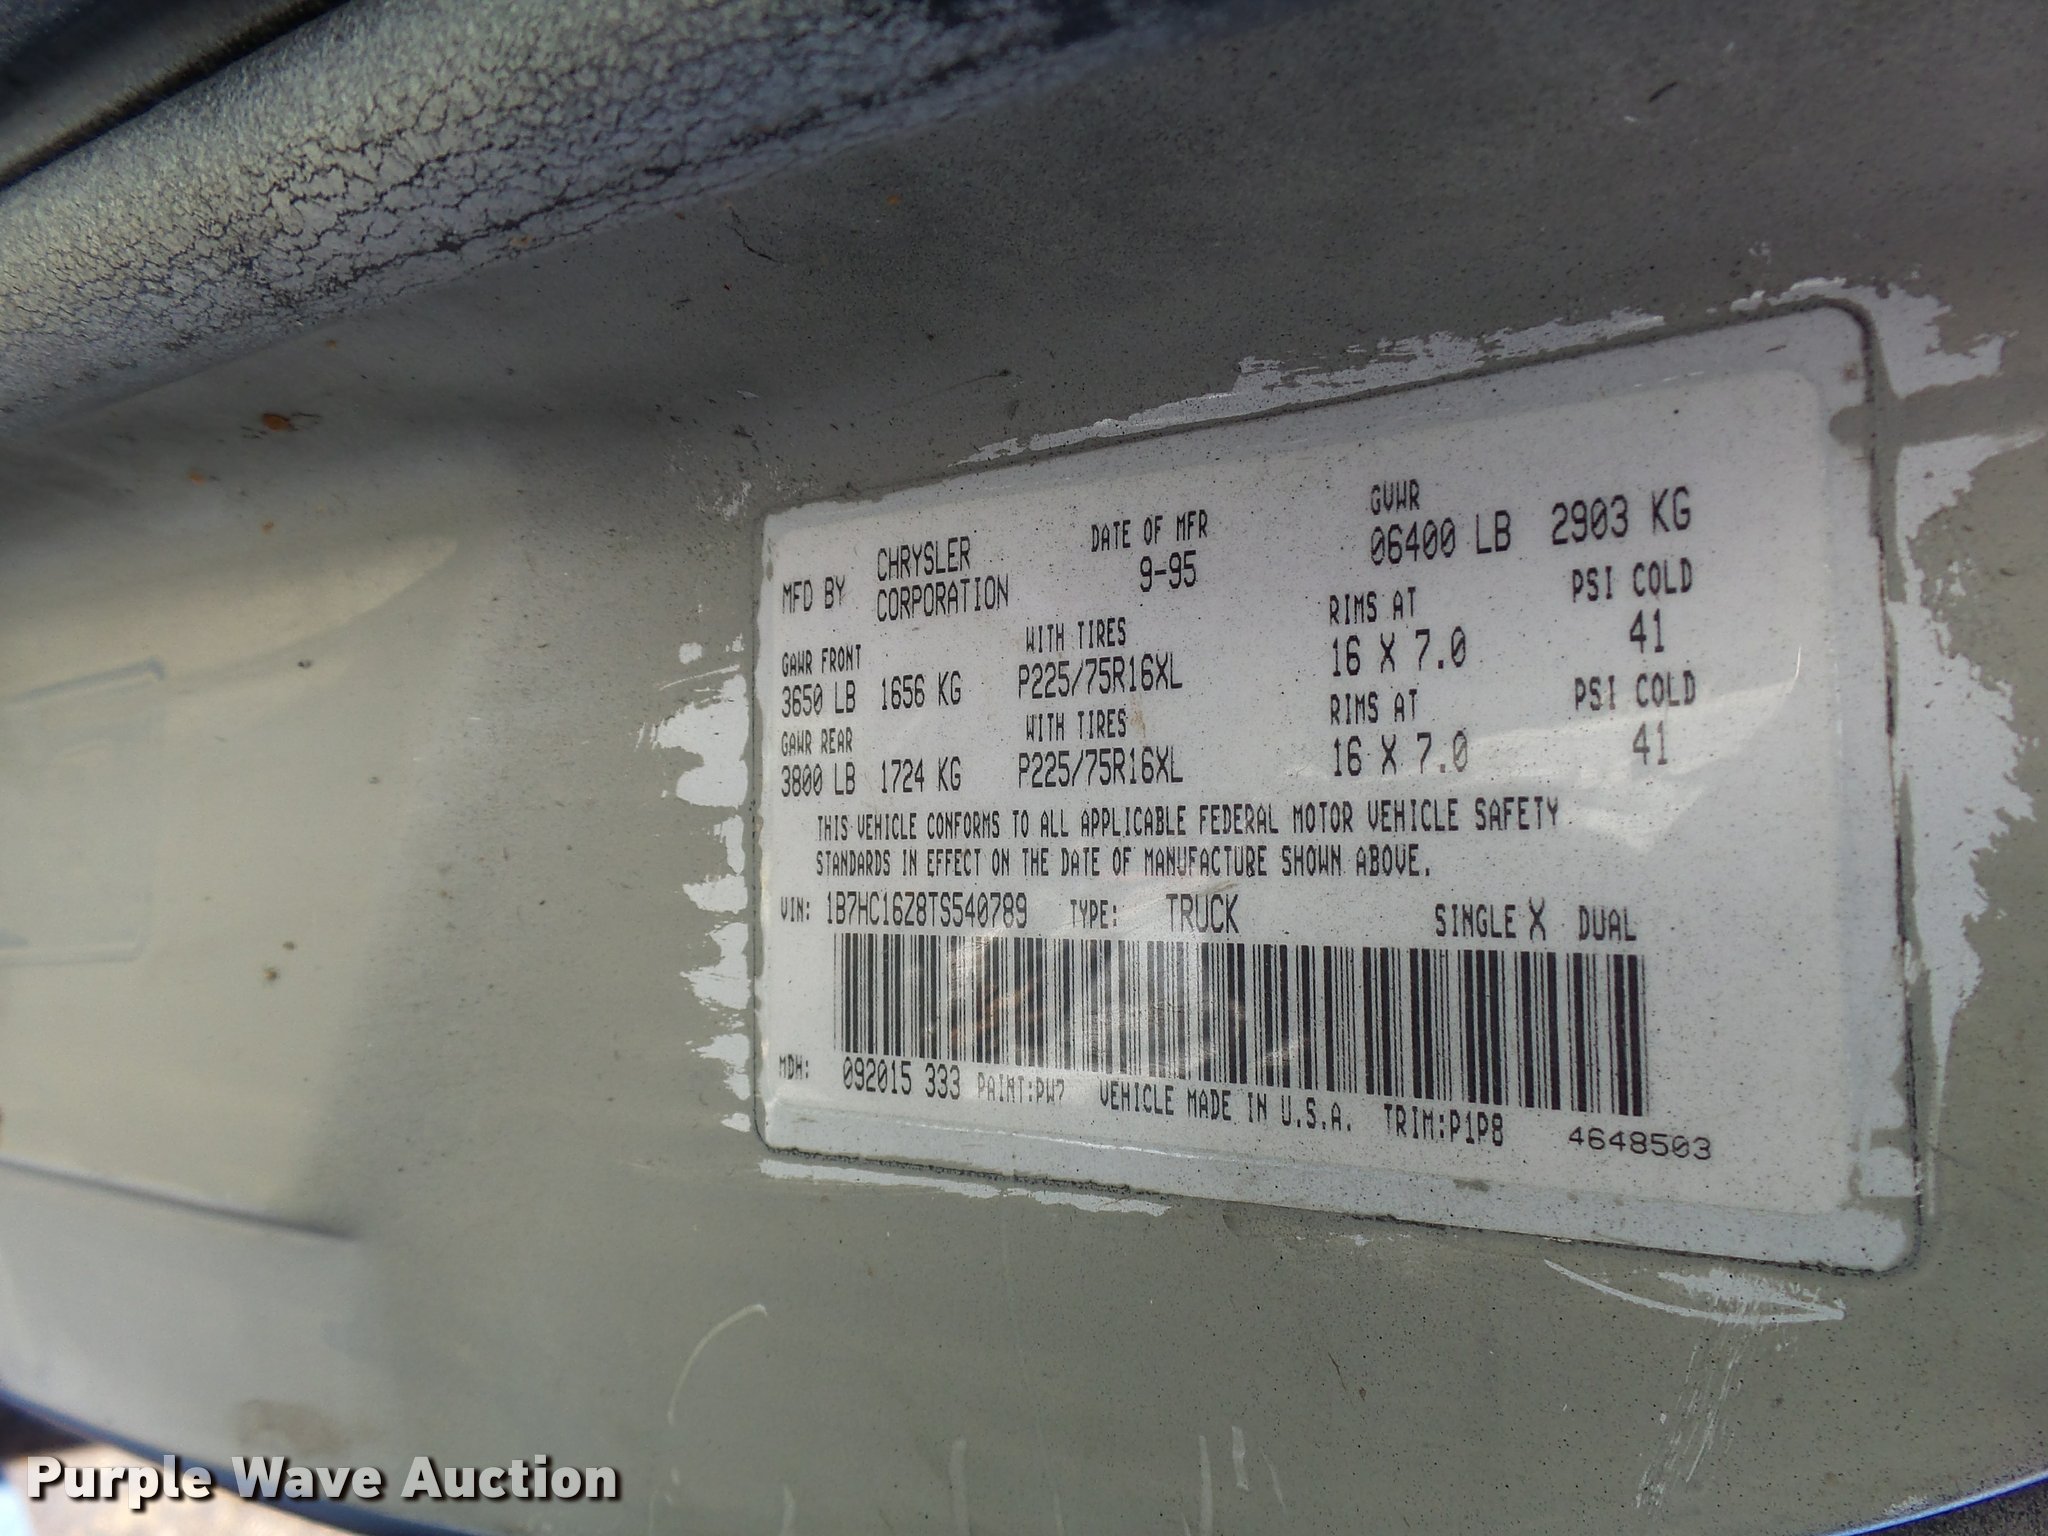 MFD BY CHRYSLER CORPORATION
DATE OF MFR
9-95
GVWR
06400 LB 2903 KG
GAWR FRONT WITH TIRES RIMS AT PSI COLD
3650 LB 1656 KG P225/75R16XL 16 X 7.0 41
GAWR REAR WITH TIRES RIMS AT PSI COLD
3800 LB 1724 KG P225/75R16XL 16 X 7.0 41
THIS VEHICLE CONFORMS TO ALL APPLICABLE FEDERAL MOTOR VEHICLE SAFETY
STANDARDS IN EFFECT ON THE DATE OF MANUFACTURE SHOWN ABOVE.
VIN: 1B7HC16Z8TS540789 TYPE: TRUCK SINGLE X DUAL
MDH: 092015 333 PAINT:PW7 VEHICLE MADE IN U.S.A. TRIM:P1P8 4648503
Purple Wave Auction